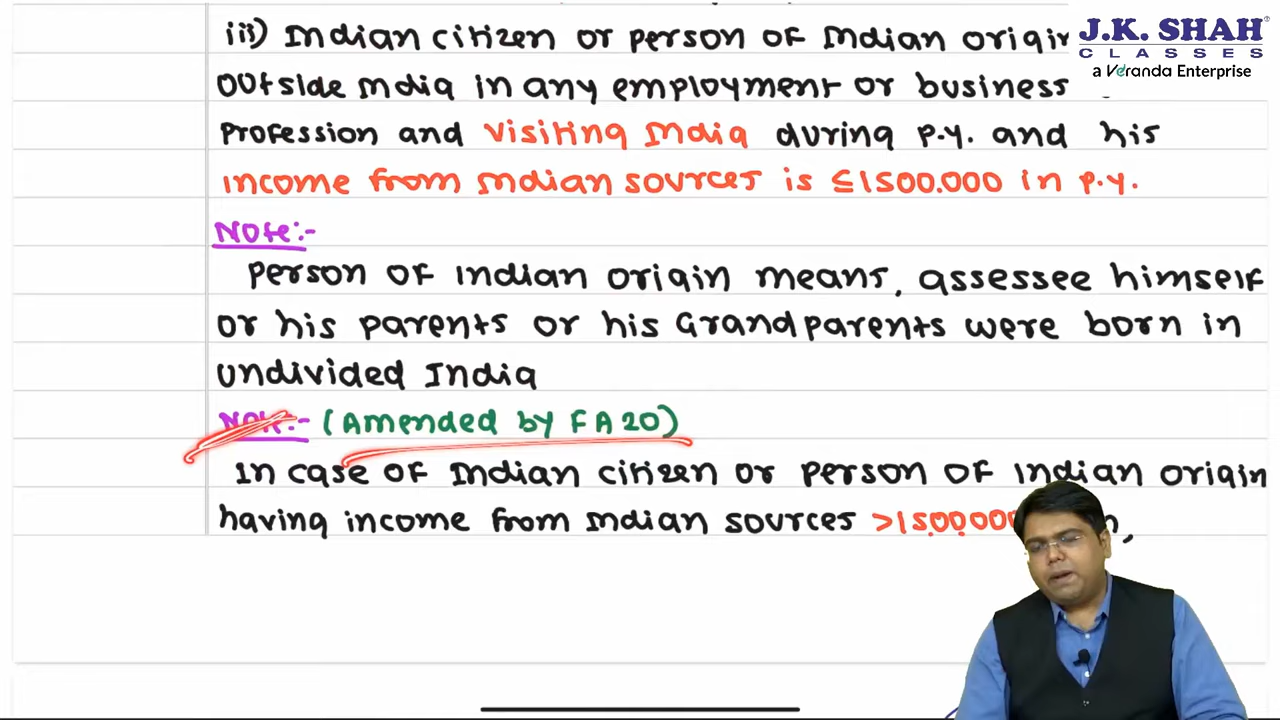 J.K. SHAH
CLASSES
a Veranda Enterprise
iii) Indian citizen or person of Indian origin
outside India in any employment or business
profession and visiting India during p.y. and his
income from Indian sources is ≤1500.000 in p.y.
Note:-
Person of Indian origin means, assessee himself
or his parents or his Grandparents were born in
undivided India
Note:- (Amended by FA20)
In case of Indian citizen or person of Indian origin
having income from Indian sources >1500000